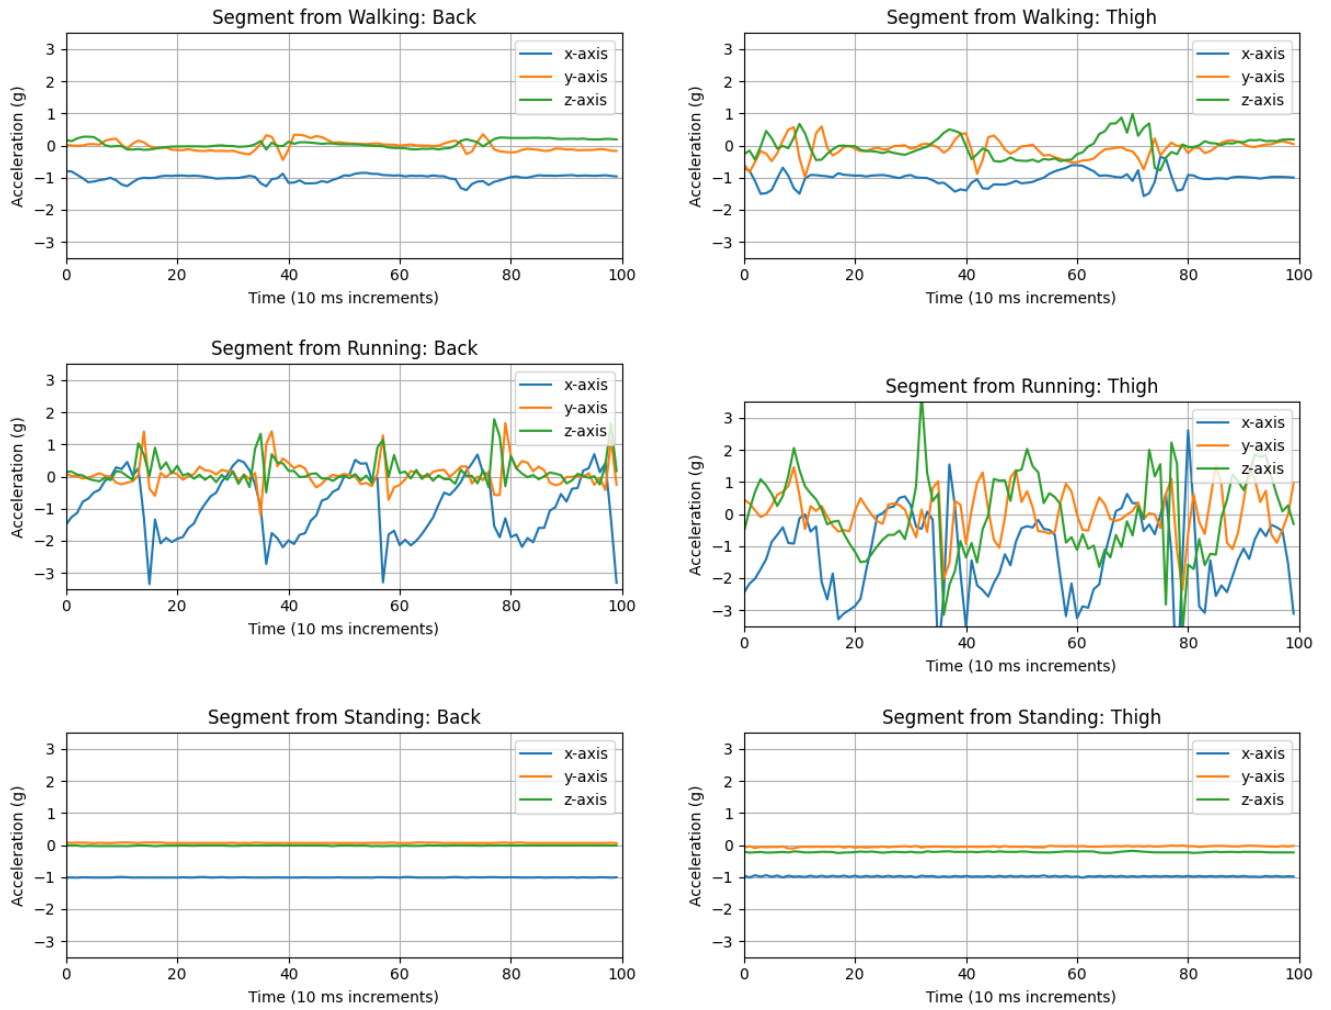 Segment from Walking: Back
3
2
1
0
−1
−2
−3
Acceleration (g)
x-axis
y-axis
z-axis
0 20 40 60 80 100
Time (10 ms increments)
Segment from Walking: Thigh
3
2
1
0
−1
−2
−3
Acceleration (g)
x-axis
y-axis
z-axis
0 20 40 60 80 100
Time (10 ms increments)
Segment from Running: Back
3
2
1
0
−1
−2
−3
Acceleration (g)
x-axis
y-axis
z-axis
0 20 40 60 80 100
Time (10 ms increments)
Segment from Running: Thigh
3
2
1
0
−1
−2
−3
Acceleration (g)
x-axis
y-axis
z-axis
0 20 40 60 80 100
Time (10 ms increments)
Segment from Standing: Back
3
2
1
0
−1
−2
−3
Acceleration (g)
x-axis
y-axis
z-axis
0 20 40 60 80 100
Time (10 ms increments)
Segment from Standing: Thigh
3
2
1
0
−1
−2
−3
Acceleration (g)
x-axis
y-axis
z-axis
0 20 40 60 80 100
Time (10 ms increments)